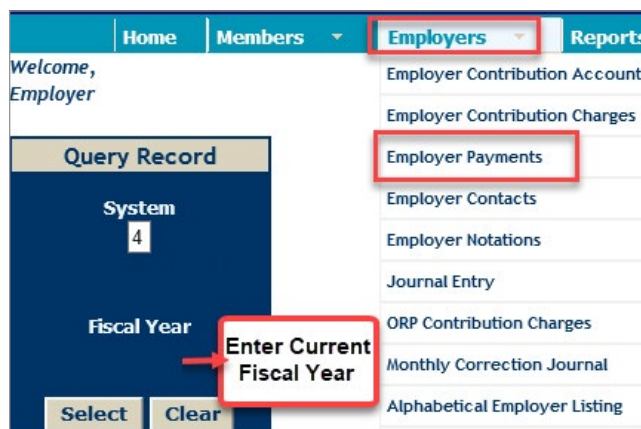 Home Members Employers Reports
Welcome,
Employer
Employer Contribution Account
Employer Contribution Charges
Query Record
Employer Payments
System
4
Employer Contacts
Employer Notations
Journal Entry
Fiscal Year
ORP Contribution Charges
Enter Current
Fiscal Year
Monthly Correction Journal
Select Clear
Alphabetical Employer Listing